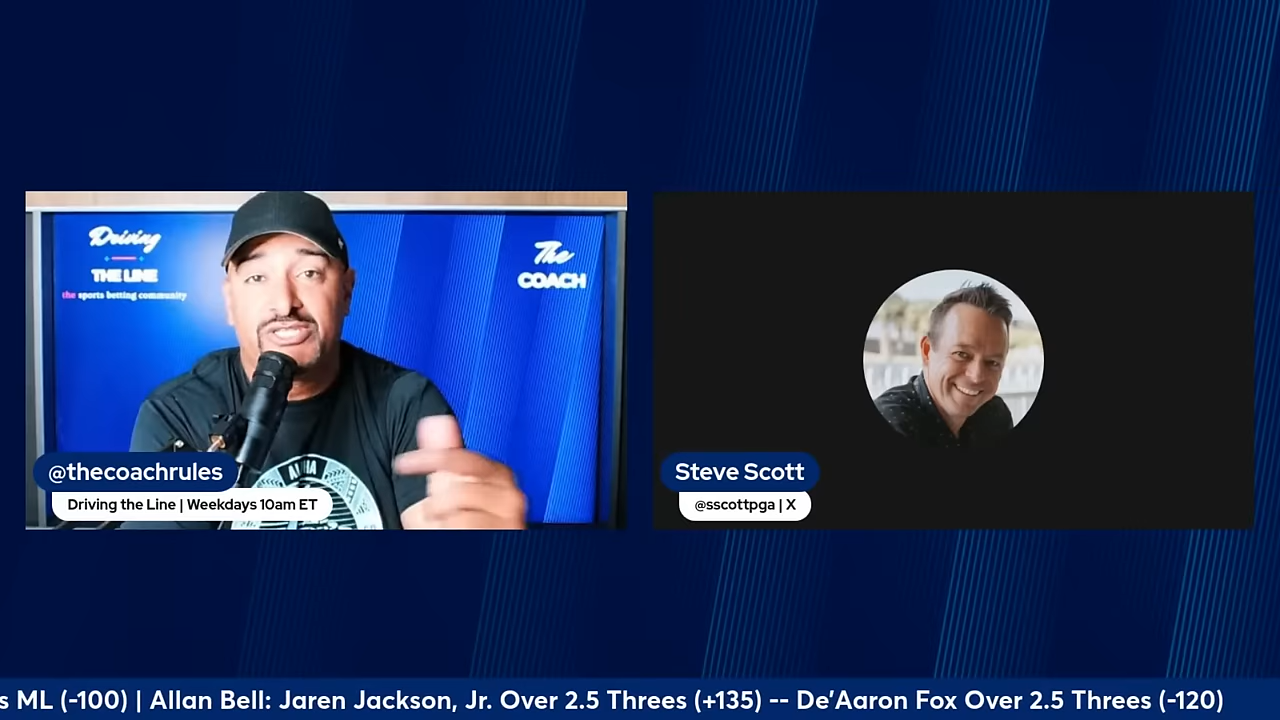 Driving
THE LINE
the sports betting community
The
COACH
@thecoachrules
Driving the Line | Weekdays 10am ET
Steve Scott
@sscottpga | X
s ML (-100) | Allan Bell: Jaren Jackson, Jr. Over 2.5 Threes (+135) -- De'Aaron Fox Over 2.5 Threes (-120)